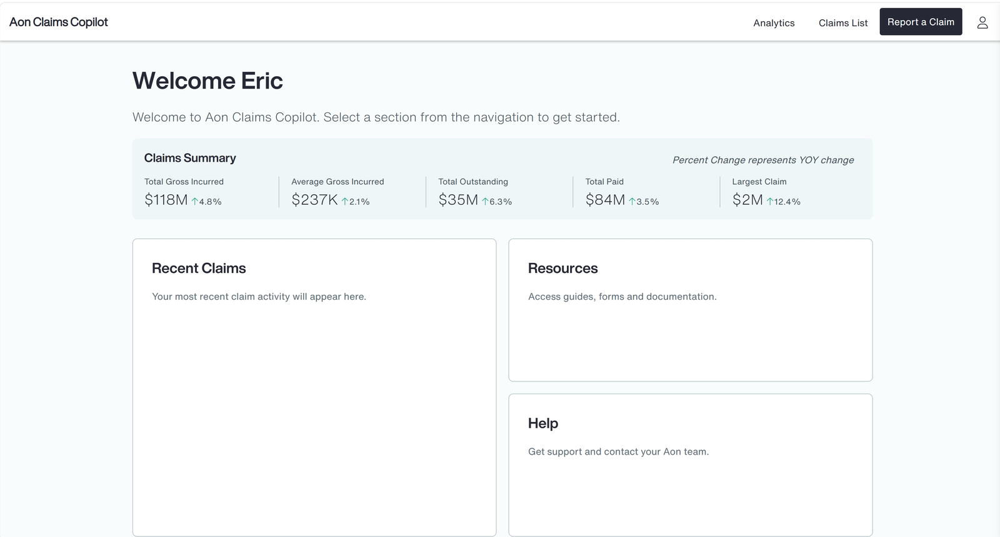 Aon Claims Copilot
Analytics
Claims List
Report a Claim
Welcome Eric
Welcome to Aon Claims Copilot. Select a section from the navigation to get started.
Claims Summary
Percent Change represents YOY change
Total Gross Incurred
$118M ↑4.8%
Average Gross Incurred
$237K ↑2.1%
Total Outstanding
$35M ↑6.3%
Total Paid
$84M ↑3.5%
Largest Claim
$2M ↑12.4%
Recent Claims
Your most recent claim activity will appear here.
Resources
Access guides, forms and documentation.
Help
Get support and contact your Aon team.